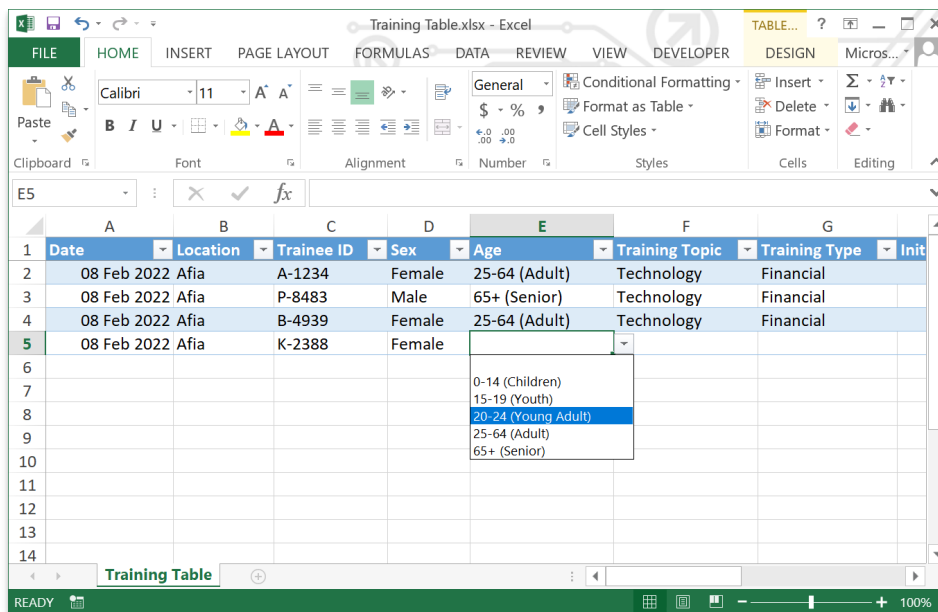 Training Table.xlsx - Excel
TABLE... ?
FILE HOME INSERT PAGE LAYOUT FORMULAS DATA REVIEW VIEW DEVELOPER DESIGN Micros...
Calibri 11 A A General Conditional Formatting Insert Σ
Paste B I U A $ % , Format as Table Delete
Cell Styles Format
Clipboard Font Alignment Number Styles Cells Editing
E5 fx
A B C D E F G
1 Date Location Trainee ID Sex Age Training Topic Training Type Init
2 08 Feb 2022 Afia A-1234 Female 25-64 (Adult) Technology Financial
3 08 Feb 2022 Afia P-8483 Male 65+ (Senior) Technology Financial
4 08 Feb 2022 Afia B-4939 Female 25-64 (Adult) Technology Financial
5 08 Feb 2022 Afia K-2388 Female
6
7 0-14 (Children)
15-19 (Youth)
8 20-24 (Young Adult)
9 25-64 (Adult)
10 65+ (Senior)
11
12
13
14
Training Table
READY 100%